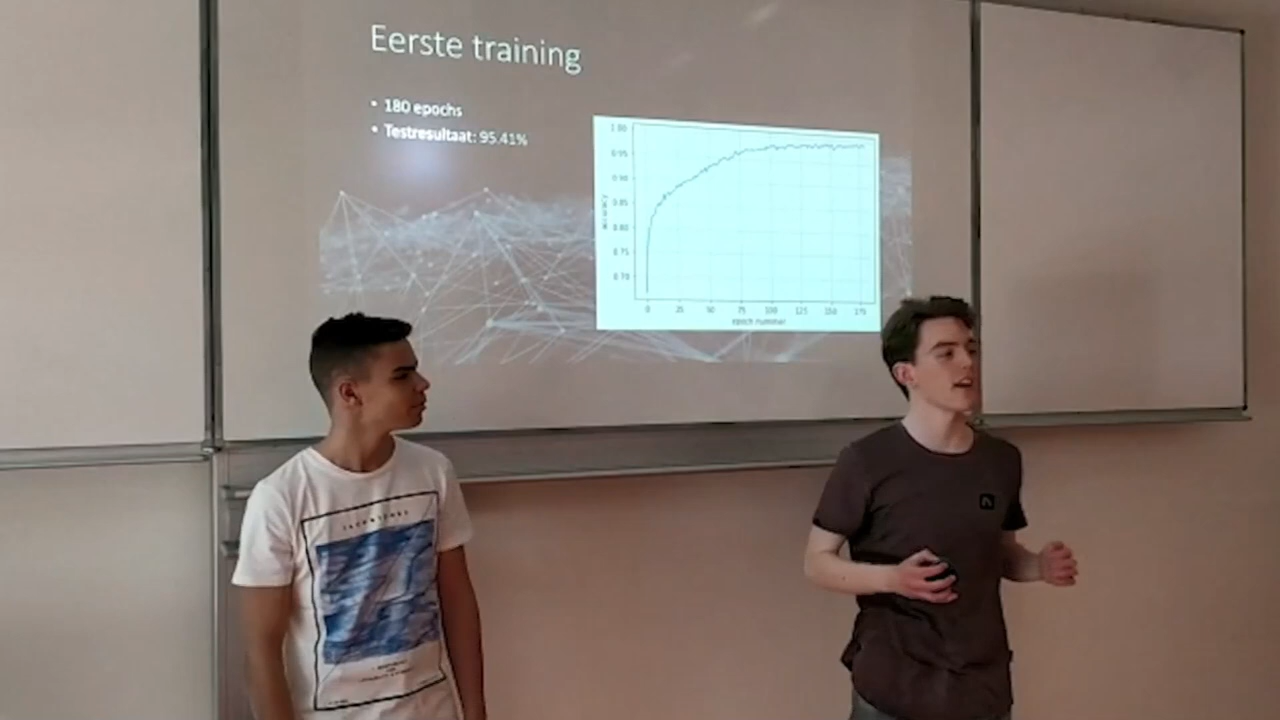 Eerste training
• 180 epochs
• Testresultaat: 95.41%
1.00
0.95
0.90
0.85
0.80
0.75
0.70
accuracy
0 25 50 75 100 125 150 175
epoch nummer